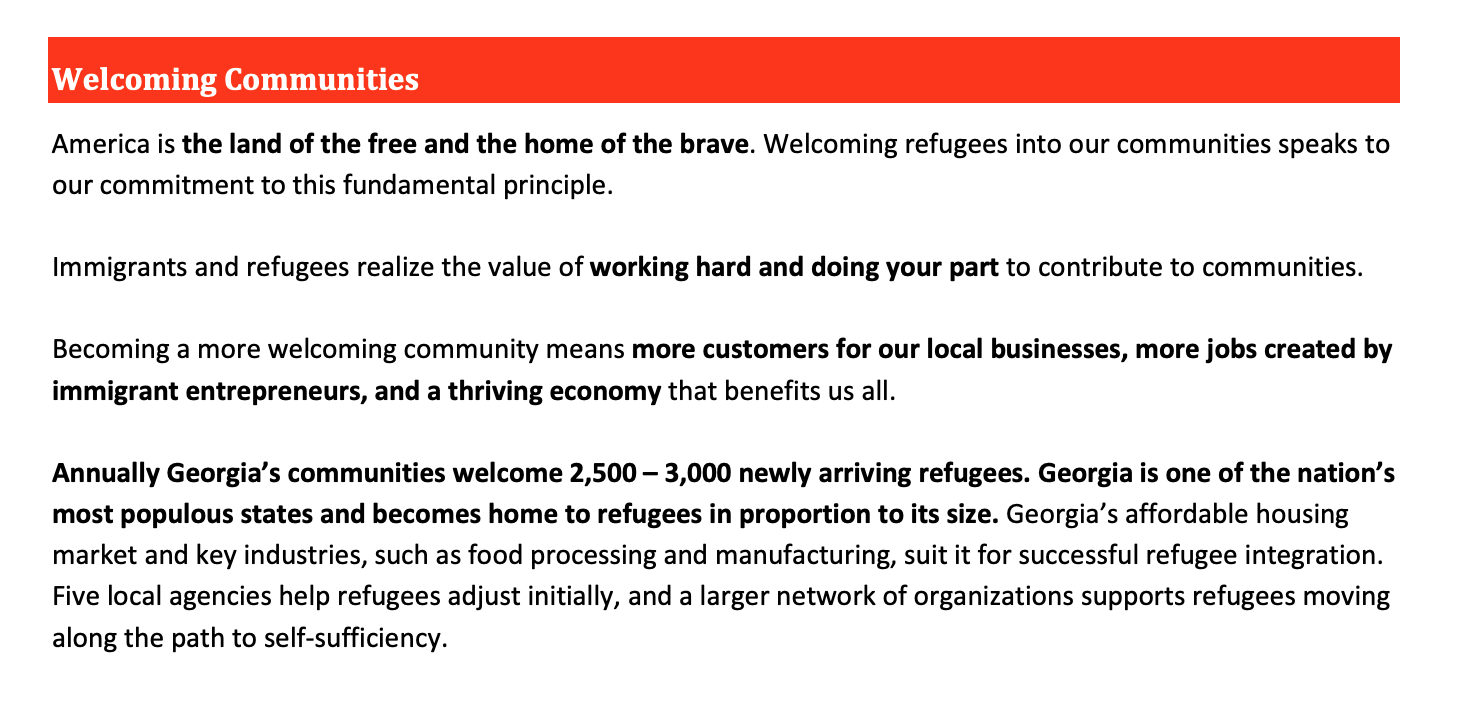 Welcoming Communities
America is the land of the free and the home of the brave. Welcoming refugees into our communities speaks to
our commitment to this fundamental principle.
Immigrants and refugees realize the value of working hard and doing your part to contribute to communities.
Becoming a more welcoming community means more customers for our local businesses, more jobs created by
immigrant entrepreneurs, and a thriving economy that benefits us all.
Annually Georgia’s communities welcome 2,500 – 3,000 newly arriving refugees. Georgia is one of the nation’s
most populous states and becomes home to refugees in proportion to its size. Georgia’s affordable housing
market and key industries, such as food processing and manufacturing, suit it for successful refugee integration.
Five local agencies help refugees adjust initially, and a larger network of organizations supports refugees moving
along the path to self-sufficiency.